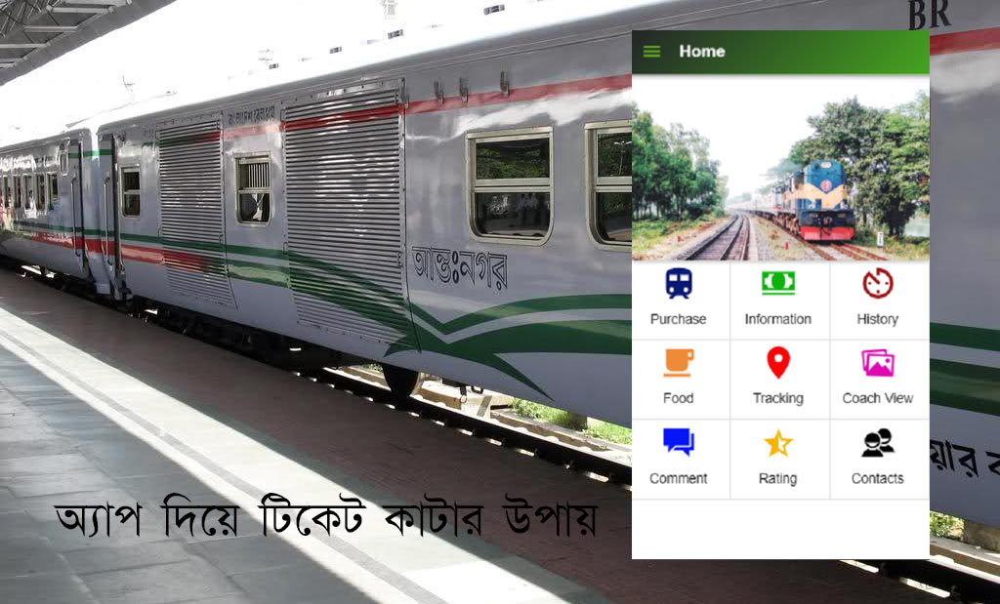 BR
Home
আন্তঃনগর
Purchase
Information
History
Food
Tracking
Coach View
Comment
Rating
Contacts
অ্যাপ দিয়ে টিকেট কাটার উপায়